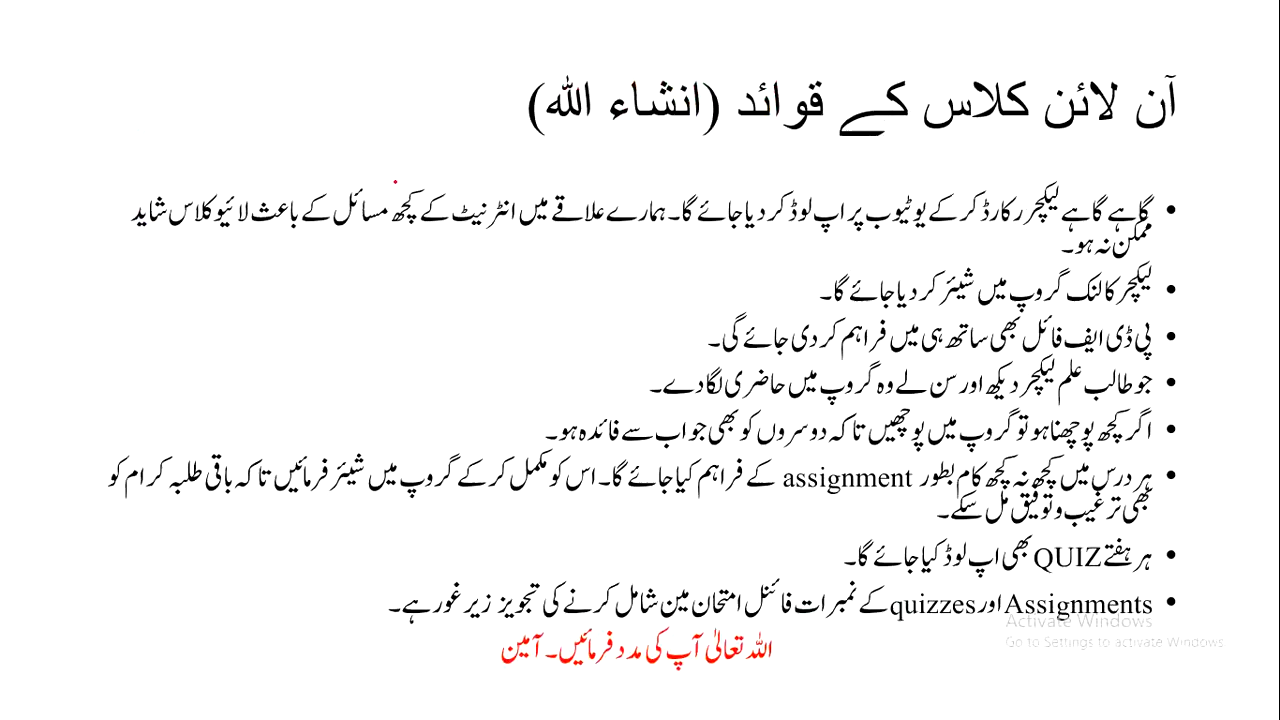 آن لائن کلاس کے قوائد (انشاء اللہ)
• گاہے گاہے لیکچر رکارڈ کر کے یوٹیوب پر اپ لوڈ کر دیا جائے گا۔ ہمارے علاقے میں انٹرنیٹ کے کچھ مسائل کے باعث لائیو کلاس شاید
ممکن نہ ہو۔
• لیکچر کا لنک گروپ میں شیئر کر دیا جائے گا۔
• پی ڈی ایف فائل بھی ساتھ ہی میں فراہم کر دی جائے گی۔
• جو طالب علم لیکچر دیکھ اور سن لے وہ گروپ میں حاضری لگا دے۔
• اگر کچھ پوچھنا ہو تو گروپ میں پوچھیں تاکہ دوسروں کو بھی جواب سے فائدہ ہو۔
• ہر درس میں کچھ نہ کچھ کام بطور assignment کے فراہم کیا جائے گا۔ اس کو مکمل کر کے گروپ میں شیئر فرمائیں تاکہ باقی طلبہ کرام کو
بھی ترغیب و توفیق مل سکے۔
• ہر ہفتے QUIZ بھی اپ لوڈ کیا جائے گا۔
• Assignments اور quizzes کے نمبرات فائنل امتحان مین شامل کرنے کی تجویز زیر غور ہے۔
Activate Windows
Go to Settings to activate Windows
اللہ تعالیٰ آپ کی مدد فرمائیں۔ آمین